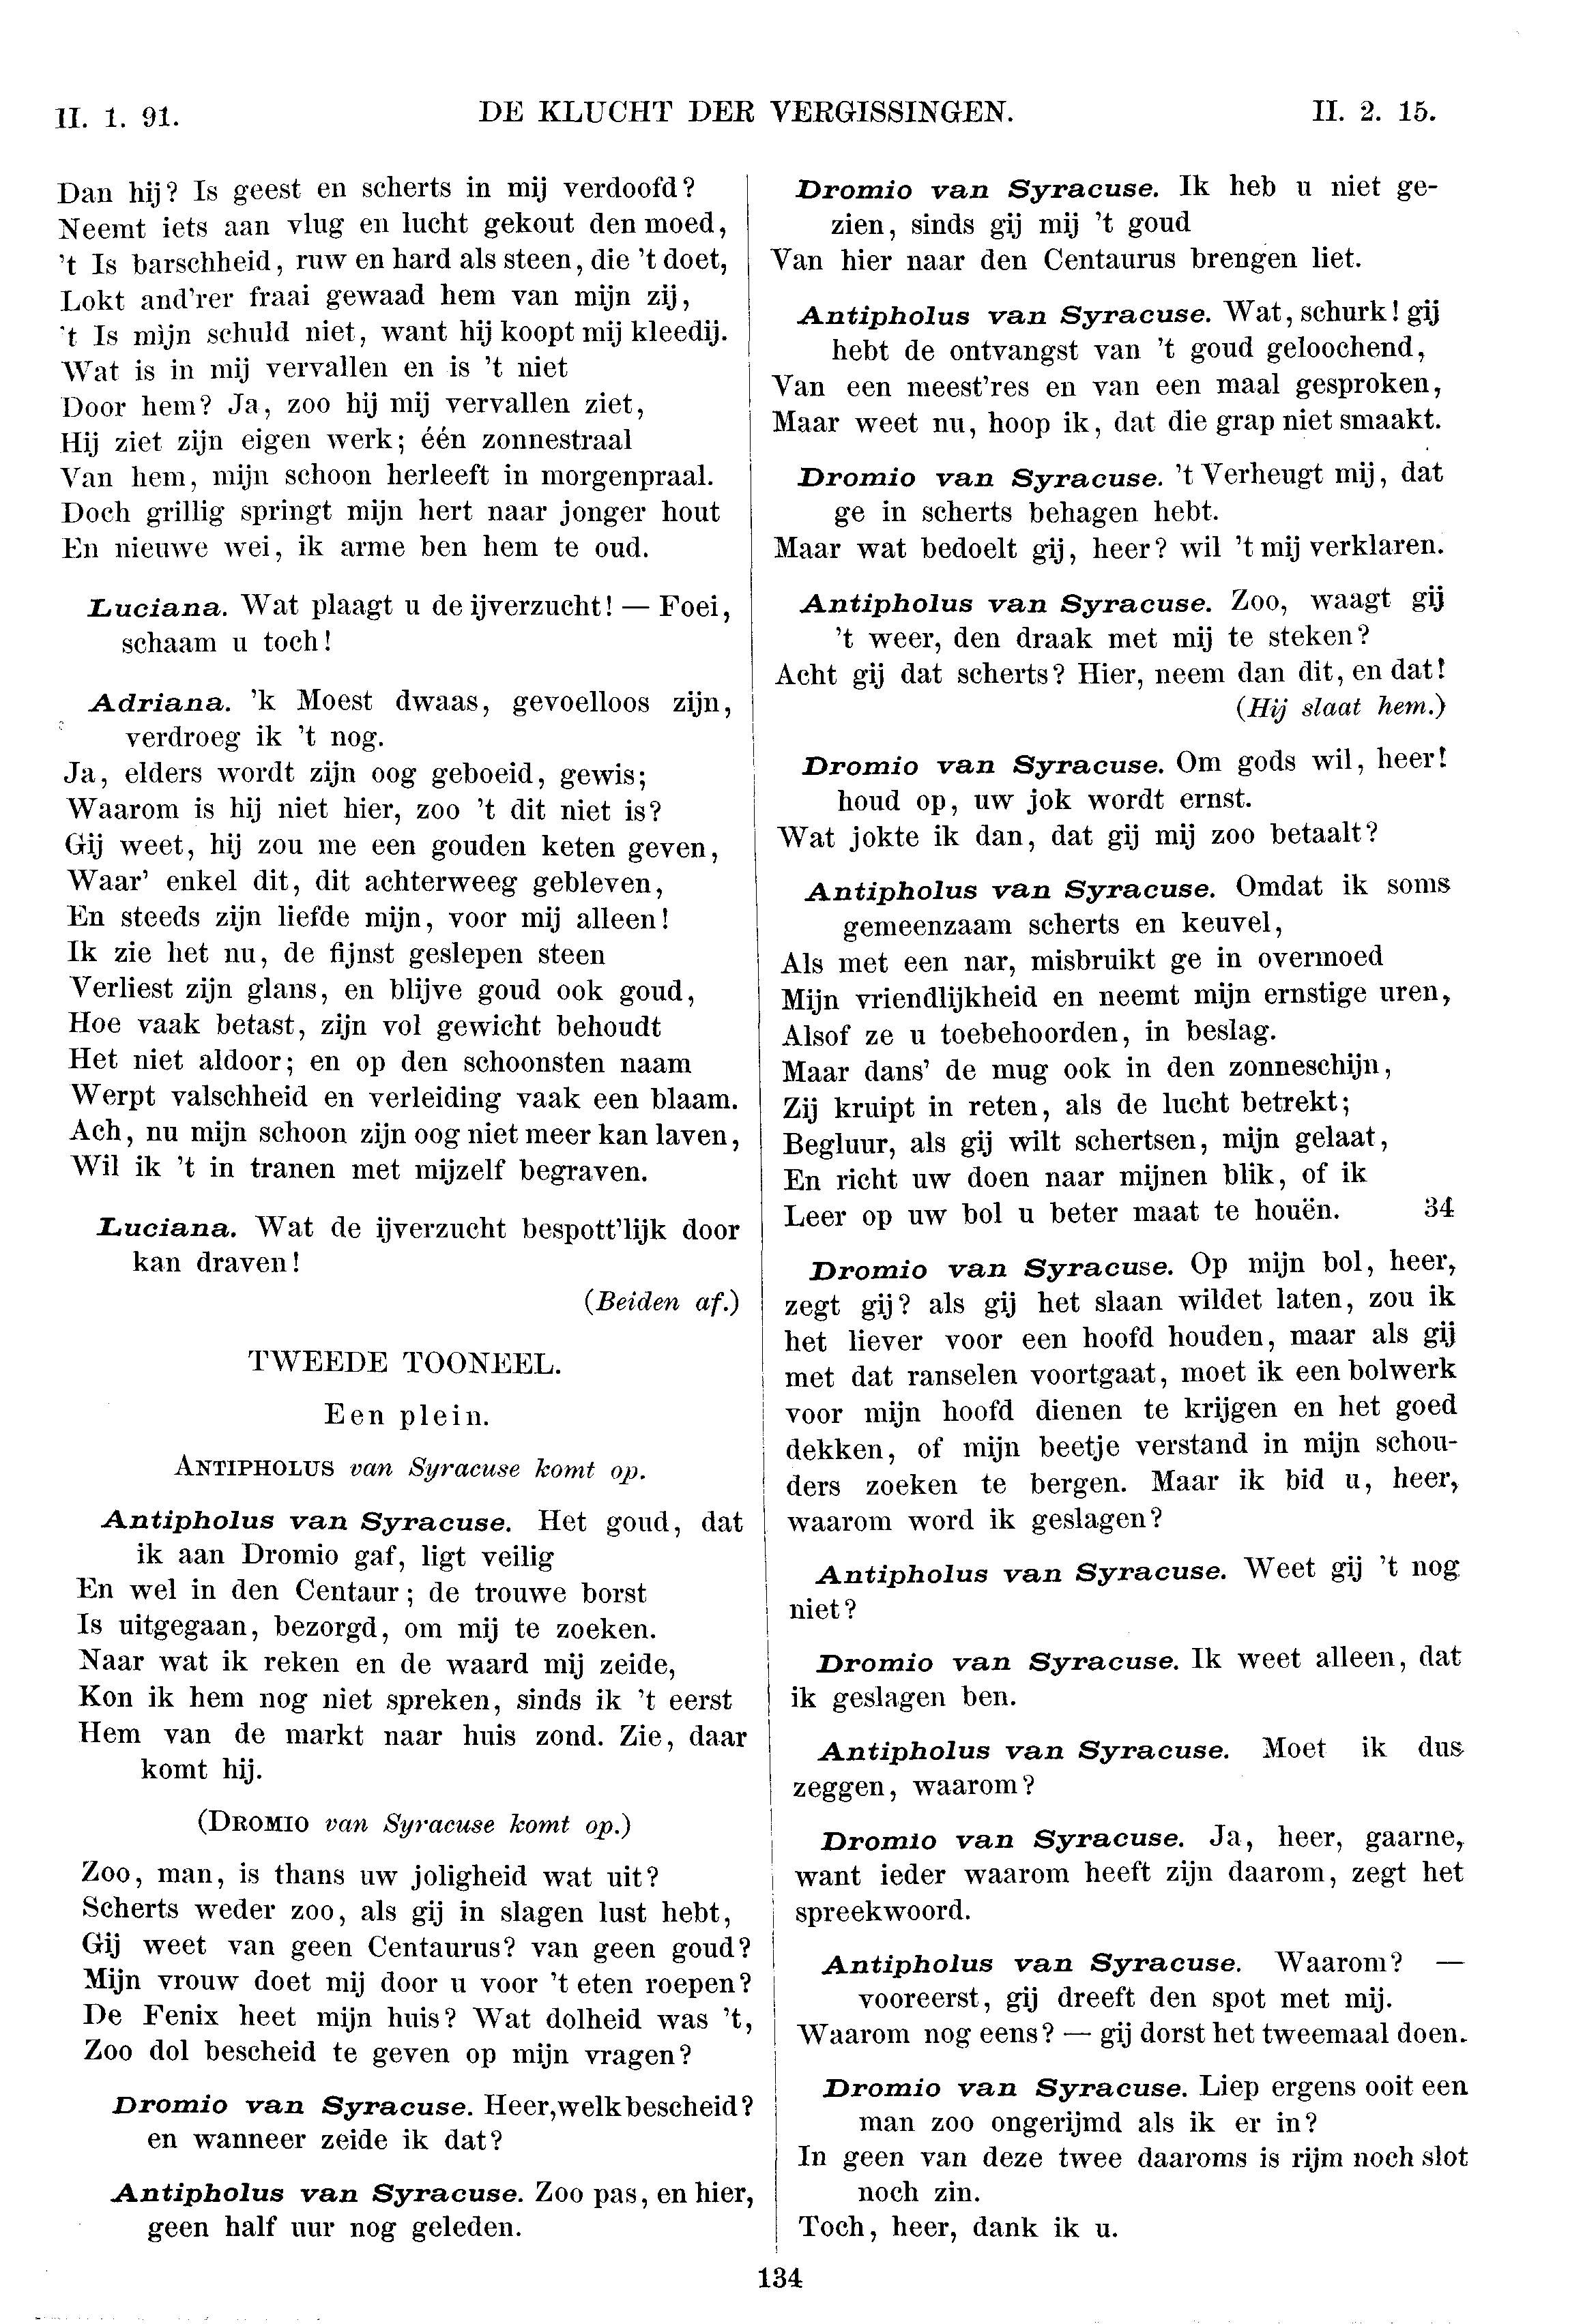 II. 1. 91. DE KLUCHT DER VERGISSINGEN. II. 2. 15.
Dan hij? Is geest en scherts in mij verdoofd?
Neemt iets aan vlug en lucht gekout den moed,
't Is barschheid, ruw en hard als steen, die 't doet,
Lokt and'rer fraai gewaad hem van mijn zij,
't Is mijn schuld niet, want hij koopt mij kleedij.
Wat is in mij vervallen en is 't niet
Door hem? Ja, zoo hij mij vervallen ziet,
Hij ziet zijn eigen werk; één zonnestraal
Van hem, mijn schoon herleeft in morgenpraal.
Doch grillig springt mijn hert naar jonger hout
En nieuwe wei, ik arme ben hem te oud.
Luciana. Wat plaagt u de ijverzucht! — Foei,
schaam u toch!
Adriana. 'k Moest dwaas, gevoelloos zijn,
verdroeg ik 't nog.
Ja, elders wordt zijn oog geboeid, gewis;
Waarom is hij niet hier, zoo 't dit niet is?
Gij weet, hij zou me een gouden keten geven,
Waar' enkel dit, dit achterweeg gebleven,
En steeds zijn liefde mijn, voor mij alleen!
Ik zie het nu, de fijnst geslepen steen
Verliest zijn glans, en blijve goud ook goud,
Hoe vaak betast, zijn vol gewicht behoudt
Het niet aldoor; en op den schoonsten naam
Werpt valschheid en verleiding vaak een blaam.
Ach, nu mijn schoon zijn oog niet meer kan laven,
Wil ik 't in tranen met mijzelf begraven.
Luciana. Wat de ijverzucht bespott'lijk door
kan draven!
(Beiden af.)
TWEEDE TOONEEL.
Een plein.
ANTIPHOLUS van Syracuse komt op.
Antipholus van Syracuse. Het goud, dat
ik aan Dromio gaf, ligt veilig
En wel in den Centaur; de trouwe borst
Is uitgegaan, bezorgd, om mij te zoeken.
Naar wat ik reken en de waard mij zeide,
Kon ik hem nog niet spreken, sinds ik 't eerst
Hem van de markt naar huis zond. Zie, daar
komt hij.
(DROMIO van Syracuse komt op.)
Zoo, man, is thans uw joligheid wat uit?
Scherts weder zoo, als gij in slagen lust hebt,
Gij weet van geen Centaurus? van geen goud?
Mijn vrouw doet mij door u voor 't eten roepen?
De Fenix heet mijn huis? Wat dolheid was 't,
Zoo dol bescheid te geven op mijn vragen?
Dromio van Syracuse. Heer, welk bescheid?
en wanneer zeide ik dat?
Antipholus van Syracuse. Zoo pas, en hier,
geen half uur nog geleden.
Dromio van Syracuse. Ik heb u niet ge-
zien, sinds gij mij 't goud
Van hier naar den Centaurus brengen liet.
Antipholus van Syracuse. Wat, schurk! gij
hebt de ontvangst van 't goud geloochend,
Van een meest'res en van een maal gesproken,
Maar weet nu, hoop ik, dat die grap niet smaakt.
Dromio van Syracuse. 't Verheugt mij, dat
ge in scherts behagen hebt.
Maar wat bedoelt gij, heer? wil 't mij verklaren.
Antipholus van Syracuse. Zoo, waagt gij
't weer, den draak met mij te steken?
Acht gij dat scherts? Hier, neem dan dit, en dat!
(Hij slaat hem.)
Dromio van Syracuse. Om gods wil, heer!
houd op, uw jok wordt ernst.
Wat jokte ik dan, dat gij mij zoo betaalt?
Antipholus van Syracuse. Omdat ik soms
gemeenzaam scherts en keuvel,
Als met een nar, misbruikt ge in overmoed
Mijn vriendlijkheid en neemt mijn ernstige uren,
Alsof ze u toebehoorden, in beslag.
Maar dans' de mug ook in den zonneschijn,
Zij kruipt in reten, als de lucht betrekt;
Begluur, als gij wilt schertsen, mijn gelaat,
En richt uw doen naar mijnen blik, of ik
Leer op uw bol u beter maat te houën. 34
Dromio van Syracuse. Op mijn bol, heer,
zegt gij? als gij het slaan wildet laten, zou ik
het liever voor een hoofd houden, maar als gij
met dat ranselen voortgaat, moet ik een bolwerk
voor mijn hoofd dienen te krijgen en het goed
dekken, of mijn beetje verstand in mijn schou-
ders zoeken te bergen. Maar ik bid u, heer,
waarom word ik geslagen?
Antipholus van Syracuse. Weet gij 't nog
niet?
Dromio van Syracuse. Ik weet alleen, dat
ik geslagen ben.
Antipholus van Syracuse. Moet ik dus
zeggen, waarom?
Dromio van Syracuse. Ja, heer, gaarne,
want ieder waarom heeft zijn daarom, zegt het
spreekwoord.
Antipholus van Syracuse. Waarom? —
vooreerst, gij dreeft den spot met mij.
Waarom nog eens? — gij dorst het tweemaal doen.
Dromio van Syracuse. Liep ergens ooit een
man zoo ongerijmd als ik er in?
In geen van deze twee daaroms is rijm noch slot
noch zin.
Toch, heer, dank ik u.
134